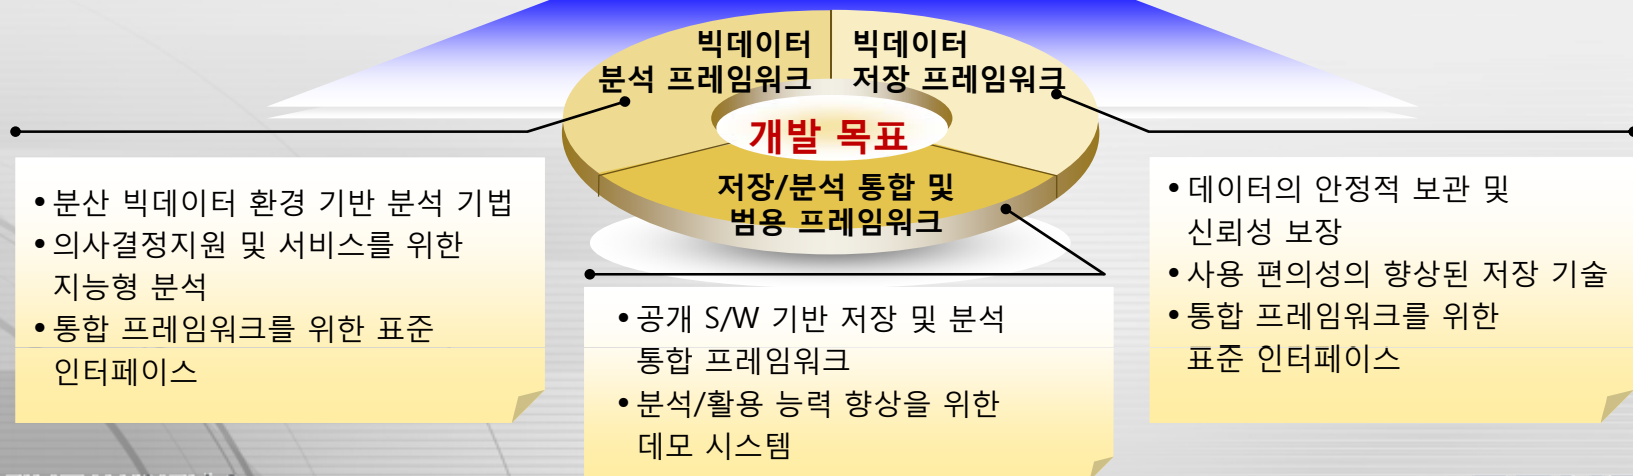 빅데이터
분석 프레임워크
빅데이터
저장 프레임워크
개발 목표
저장/분석 통합 및
범용 프레임워크
• 분산 빅데이터 환경 기반 분석 기법
• 의사결정지원 및 서비스를 위한
지능형 분석
• 통합 프레임워크를 위한 표준
인터페이스
• 공개 S/W 기반 저장 및 분석
통합 프레임워크
• 분석/활용 능력 향상을 위한
데모 시스템
• 데이터의 안정적 보관 및
신뢰성 보장
• 사용 편의성의 향상된 저장 기술
• 통합 프레임워크를 위한
표준 인터페이스